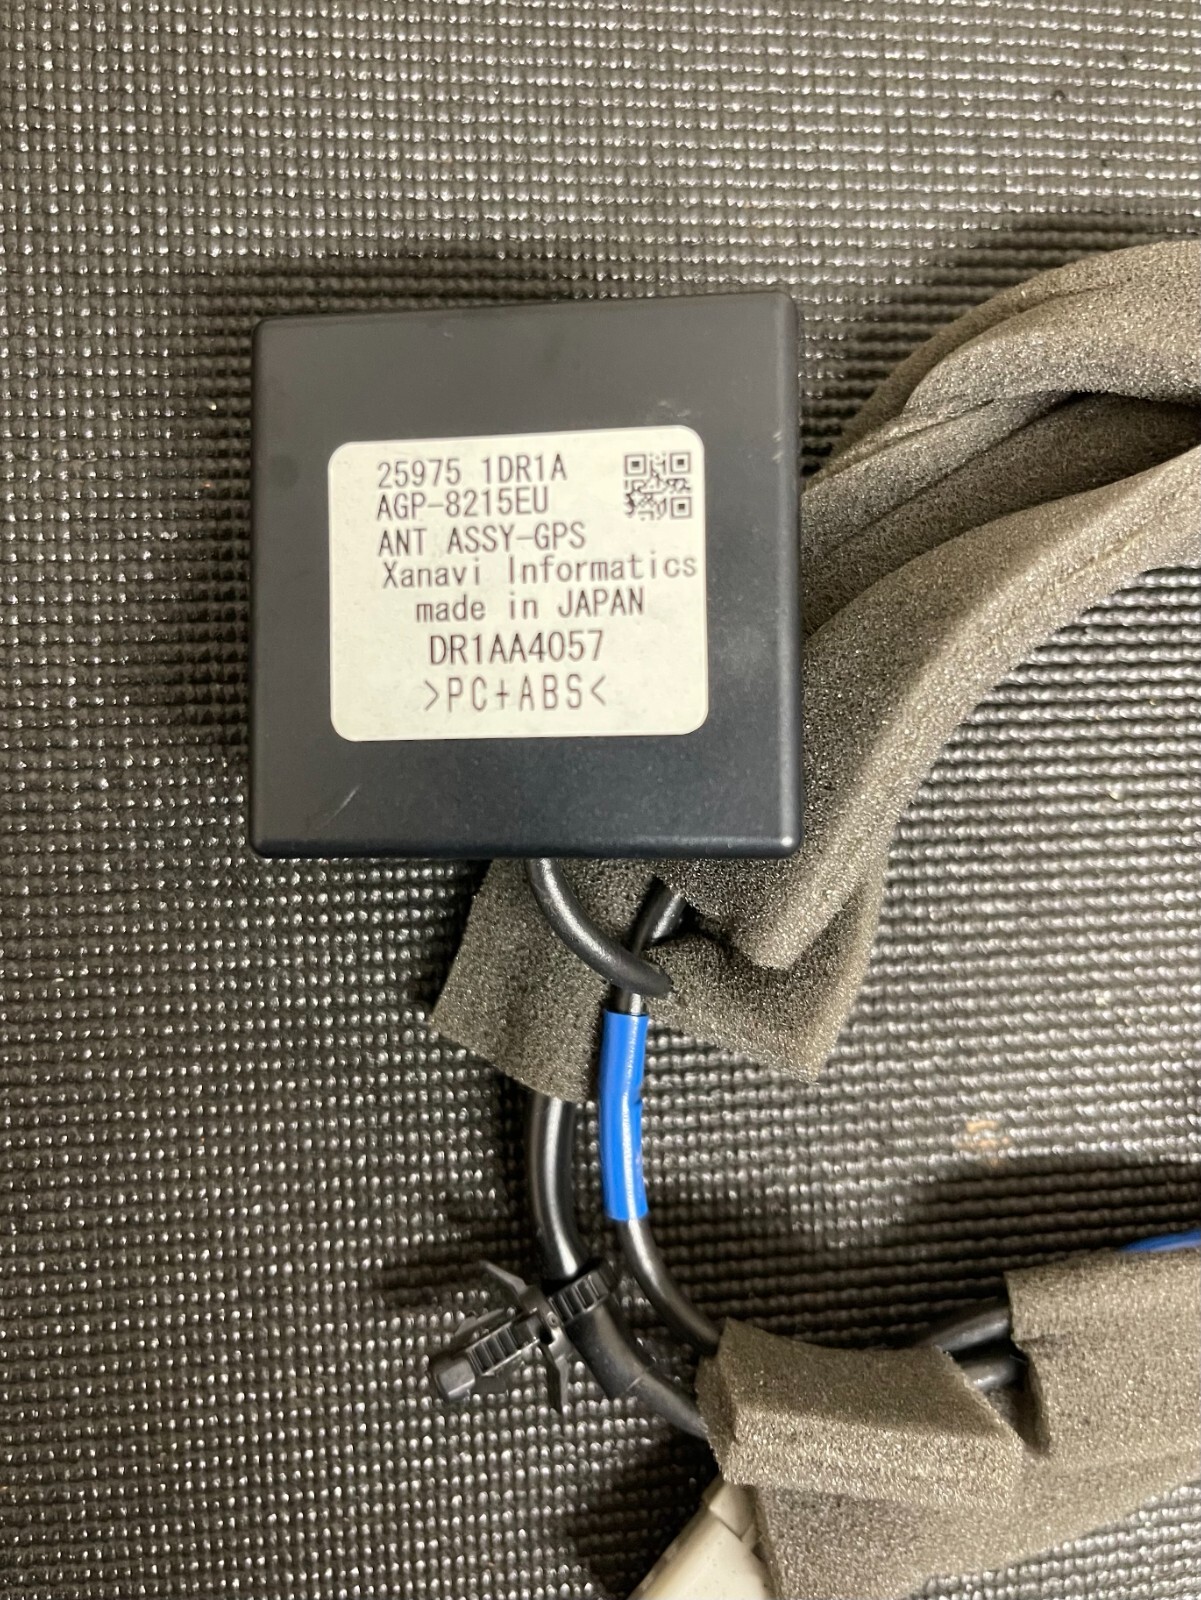 25975 1DR1A
AGP-8215EU
ANT ASSY-GPS
Xanavi Informatics
made in JAPAN
DR1AA4057
>PC+ABS<